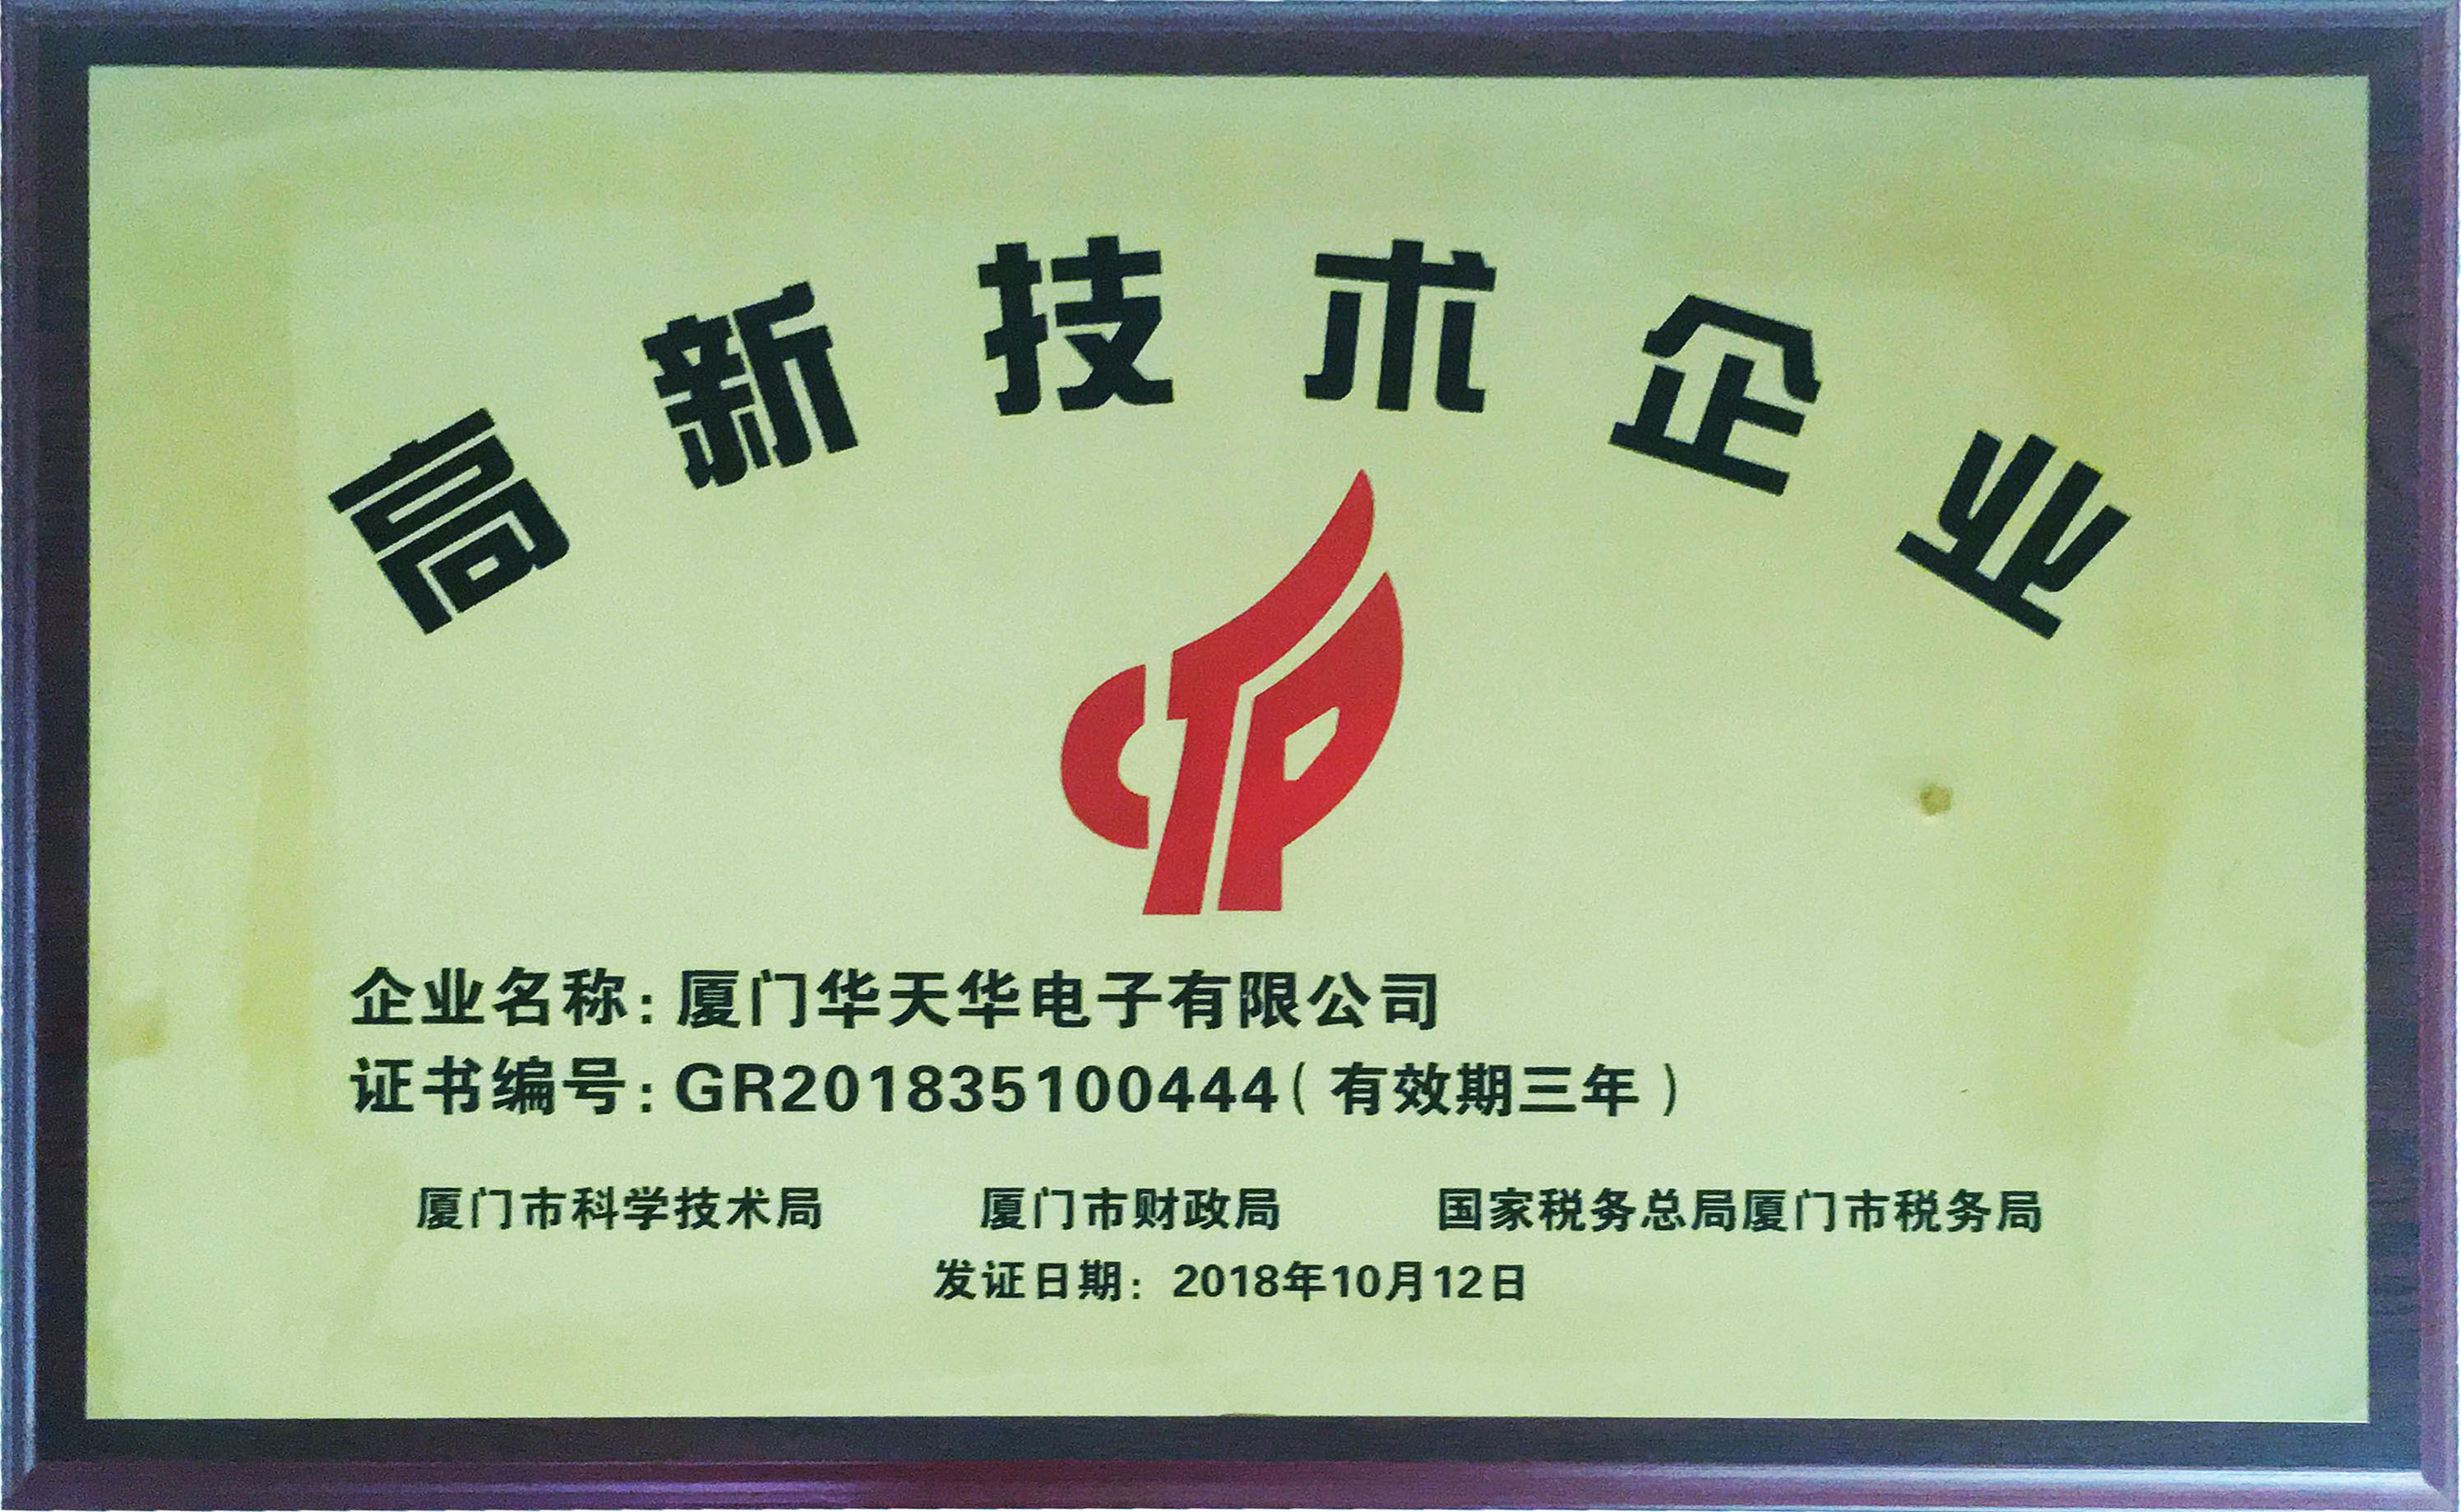 高新技术企业
企业名称：厦门华天华电子有限公司
证书编号：GR201835100444（有效期三年）
厦门市科学技术局 厦门市财政局 国家税务总局厦门市税务局
发证日期：2018年10月12日